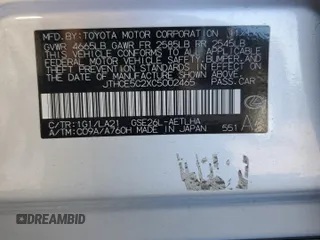 MFD. BY: TOYOTA MOTOR CORPORATION 11
GVWR 4665LB GAWR FR 2585LB RR 2545LB
THIS VEHICLE CONFORMS TO ALL APPLICABLE
FEDERAL MOTOR VEHICLE SAFETY, BUMPER,
AND THEFT PREVENTION STANDARDS IN EFFECT
ON THE DATE OF MANUFACTURE SHOWN ABOVE.
JTHCE5C2XC5002465 PASS. CAR
C/TR: 1G1/LA21 GSE26L-AETLHA
A/TM: C09A/A760H MADE IN JAPAN 551
DREAMBID